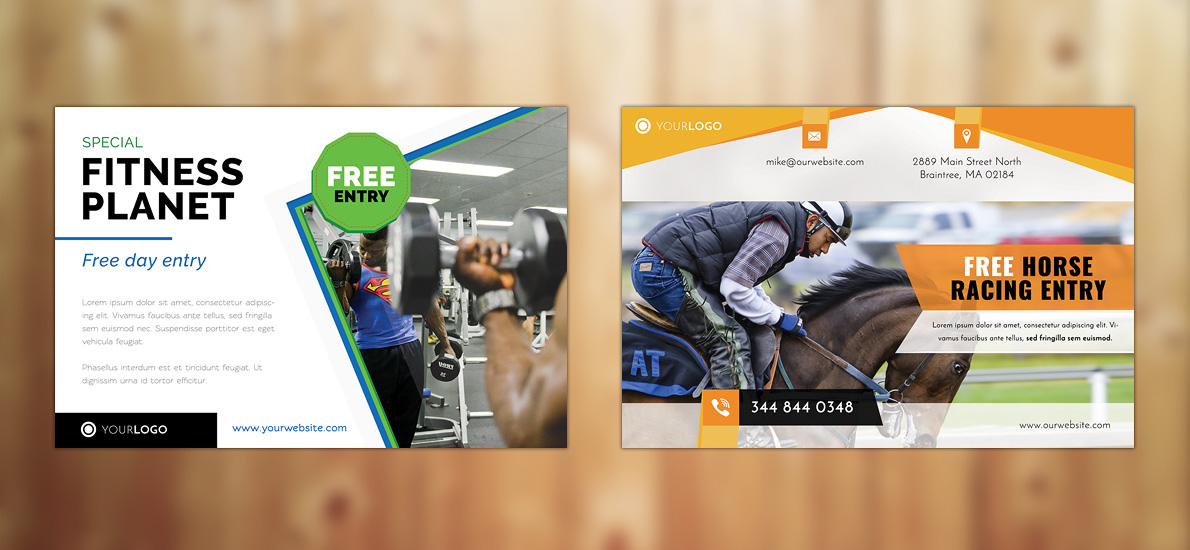 SPECIAL
FITNESS
PLANET
Free day entry
Lorem ipsum dolor sit amet, consectetur adipisc-
ing elit. Vivamus faucibus ante tellus, sed fringilla
sem euismod nec. Suspendisse porttitor est eget
vehicula feugiat.
Phasellus interdum est et tincidunt feugiat. Ut
dignissim urna id tortor efficitur.
YOURLOGO
www.yourwebsite.com
FREE
ENTRY
YOURLOGO
mike@ourwebsite.com
2889 Main Street North
Braintree, MA 02184
FREE HORSE
RACING ENTRY
Lorem ipsum dolor sit amet, consectetur adipiscing elit. Vi-
vamus faucibus ante tellus, sed fringilla sem euismod.
AT
344 844 0348
www.ourwebsite.com